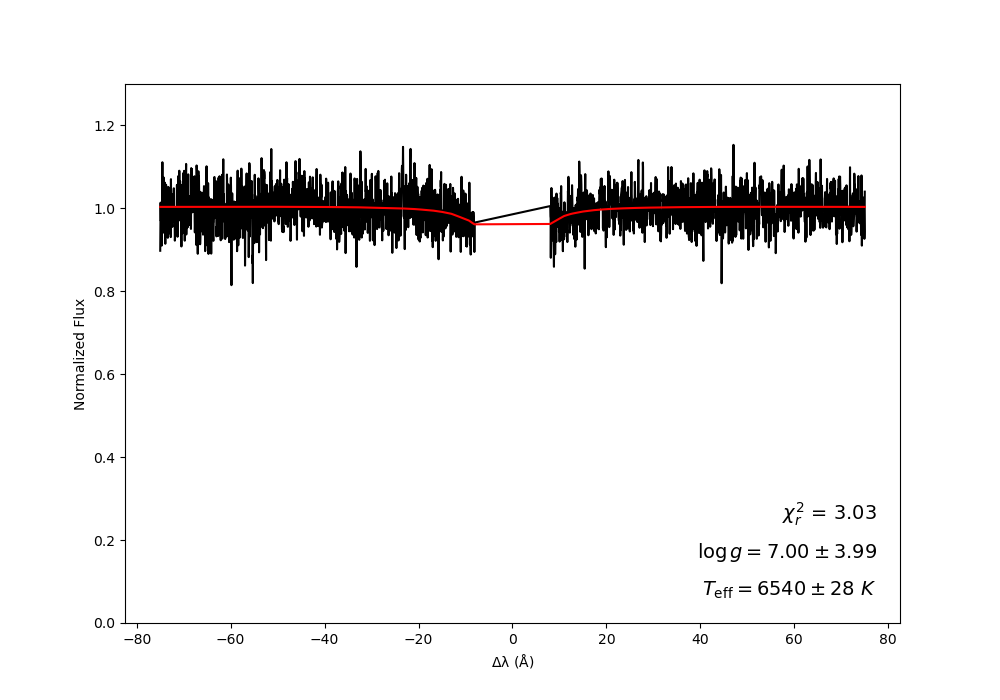 1.2
1.0
0.8
0.6
0.4
0.2
0.0
Normalized Flux
χ²ᵣ = 3.03
log g = 7.00 ± 3.99
T_eff = 6540 ± 28 K
−80 −60 −40 −20 0 20 40 60 80
Δλ (Å)